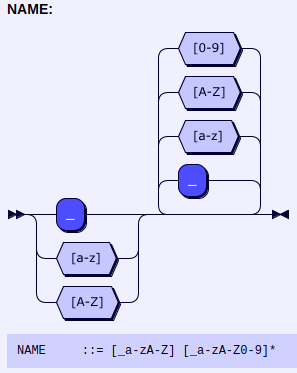 NAME:
[0-9]
[A-Z]
[a-z]
_
_
[a-z]
[A-Z]
NAME ::= [_a-zA-Z] [_a-zA-Z0-9]*